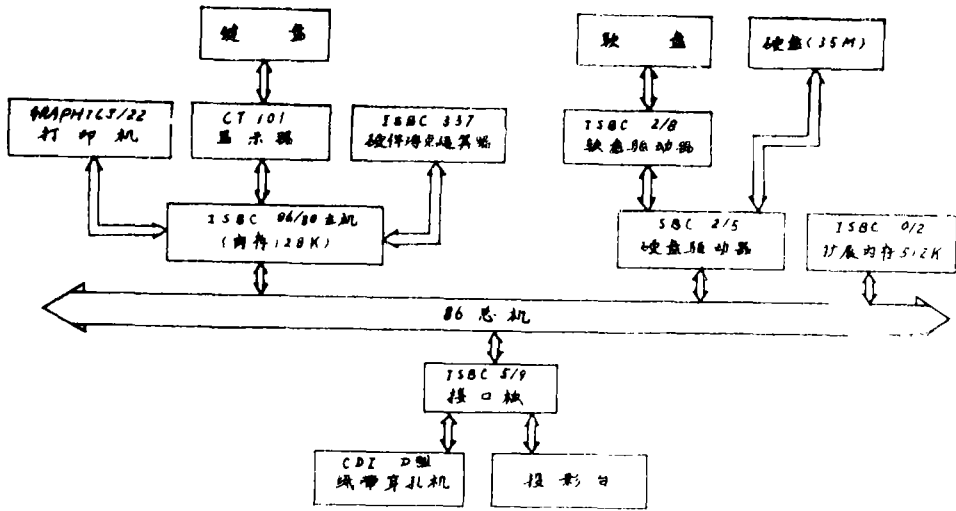 键 盘
软 盘
硬盘(35M)
GRAPHICS/22
打 印 机
CT 101
显 示 器
ISBC 337
硬件浮点运算器
ISBC 2/8
软盘驱动器
ISBC 86/30主机
(内存128K)
SBC 2/5
硬盘驱动器
ISBC 0/2
扩展内存512K
86 总 机
ISBC 5/9
接 口 板
CDI D型
纸带穿孔机
投 影 台